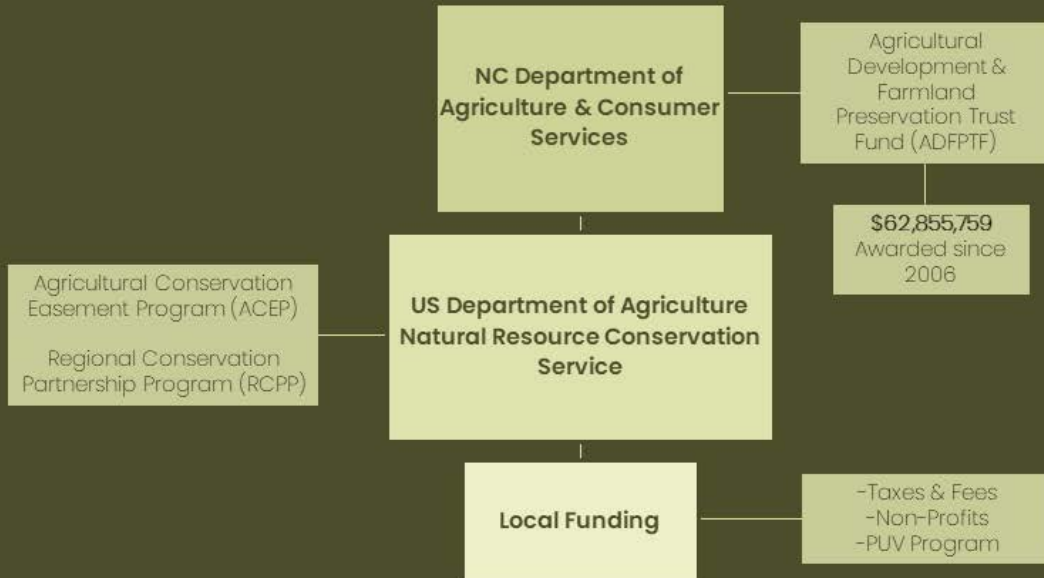 NC Department of
Agriculture & Consumer
Services
Agricultural
Development &
Farmland
Preservation Trust
Fund (ADFPTF)
$62,855,759
Awarded since
2006
Agricultural Conservation
Easement Program (ACEP)
Regional Conservation
Partnership Program (RCPP)
US Department of Agriculture
Natural Resource Conservation
Service
Local Funding
-Taxes & Fees
-Non-Profits
-PUV Program